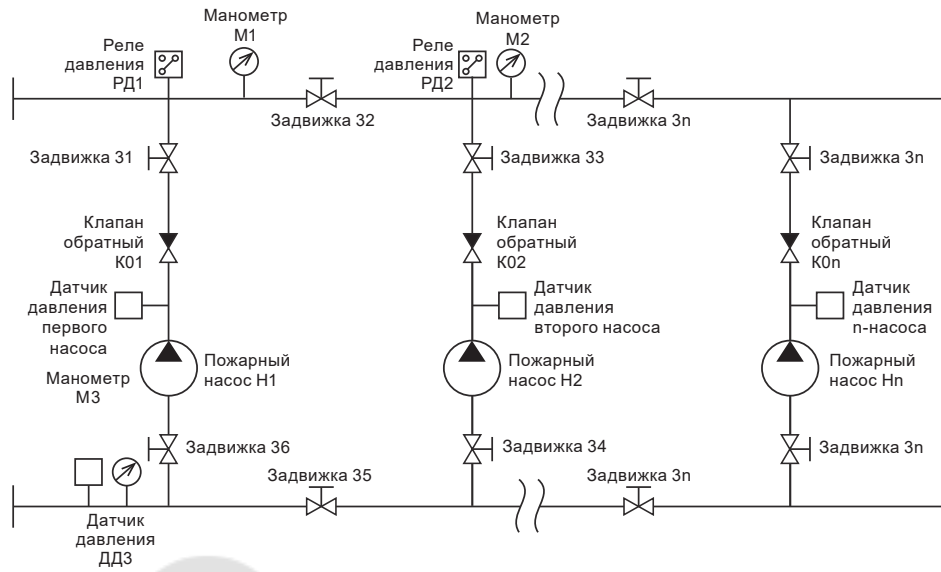 Манометр
М1
Манометр
М2
Реле
давления
РД1
Реле
давления
РД2
Задвижка 32
Задвижка 3n
Задвижка 31
Задвижка 33
Задвижка 3n
Клапан
обратный
К01
Клапан
обратный
К02
Клапан
обратный
К0n
Датчик
давления
первого
насоса
Датчик
давления
второго насоса
Датчик
давления
n-насоса
Манометр
М3
Пожарный
насос Н1
Пожарный
насос Н2
Пожарный
насос Нn
Задвижка 36
Задвижка 34
Задвижка 3n
Задвижка 35
Задвижка 3n
Датчик
давления
ДД3